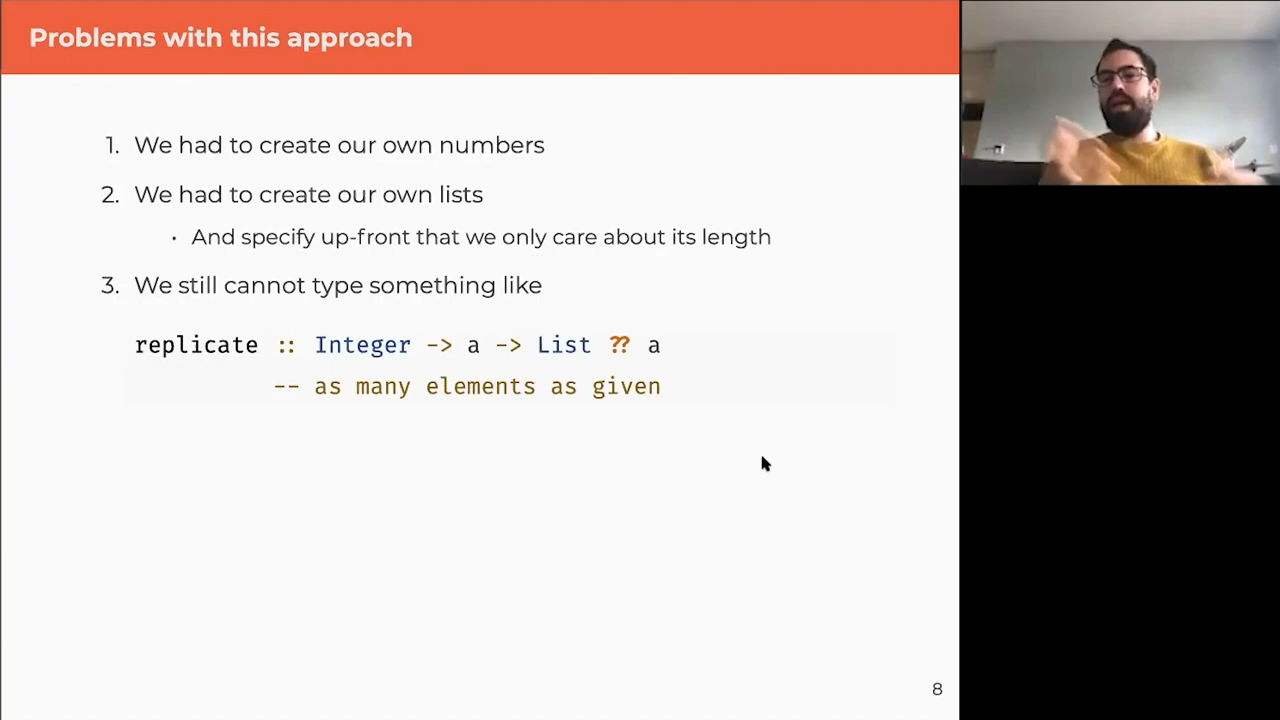 Problems with this approach
1. We had to create our own numbers
2. We had to create our own lists
· And specify up-front that we only care about its length
3. We still cannot type something like
replicate :: Integer -> a -> List ?? a
-- as many elements as given
8